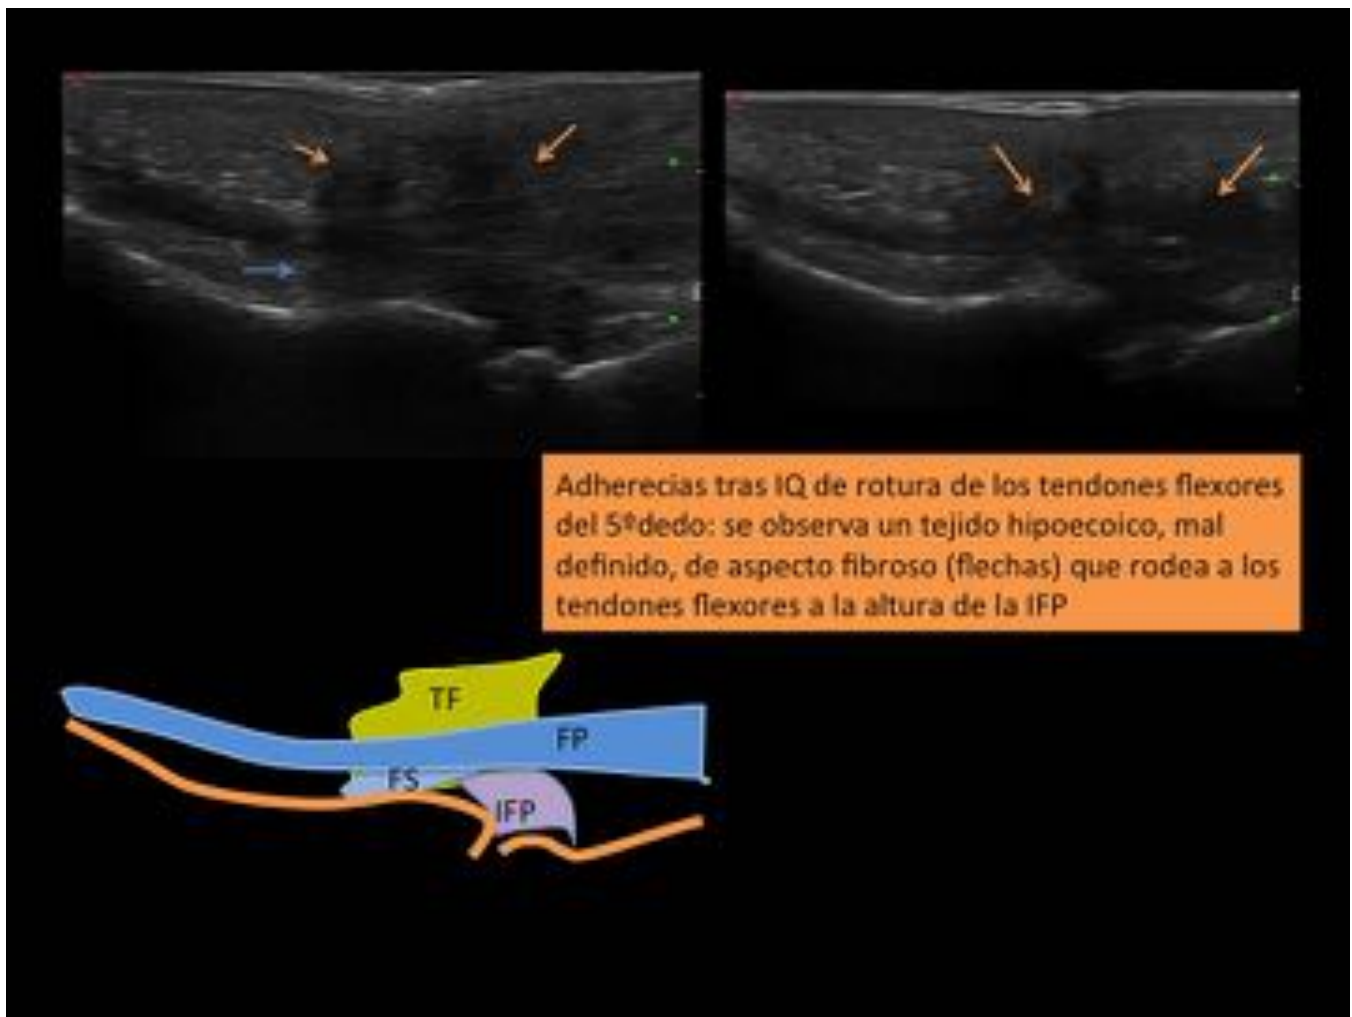 Adherecias tras IQ de rotura de los tendones flexores
del 5ºdedo: se observa un tejido hipoecoico, mal
definido, de aspecto fibroso (flechas) que rodea a los
tendones flexores a la altura de la IFP
TF
FP
FS
IFP